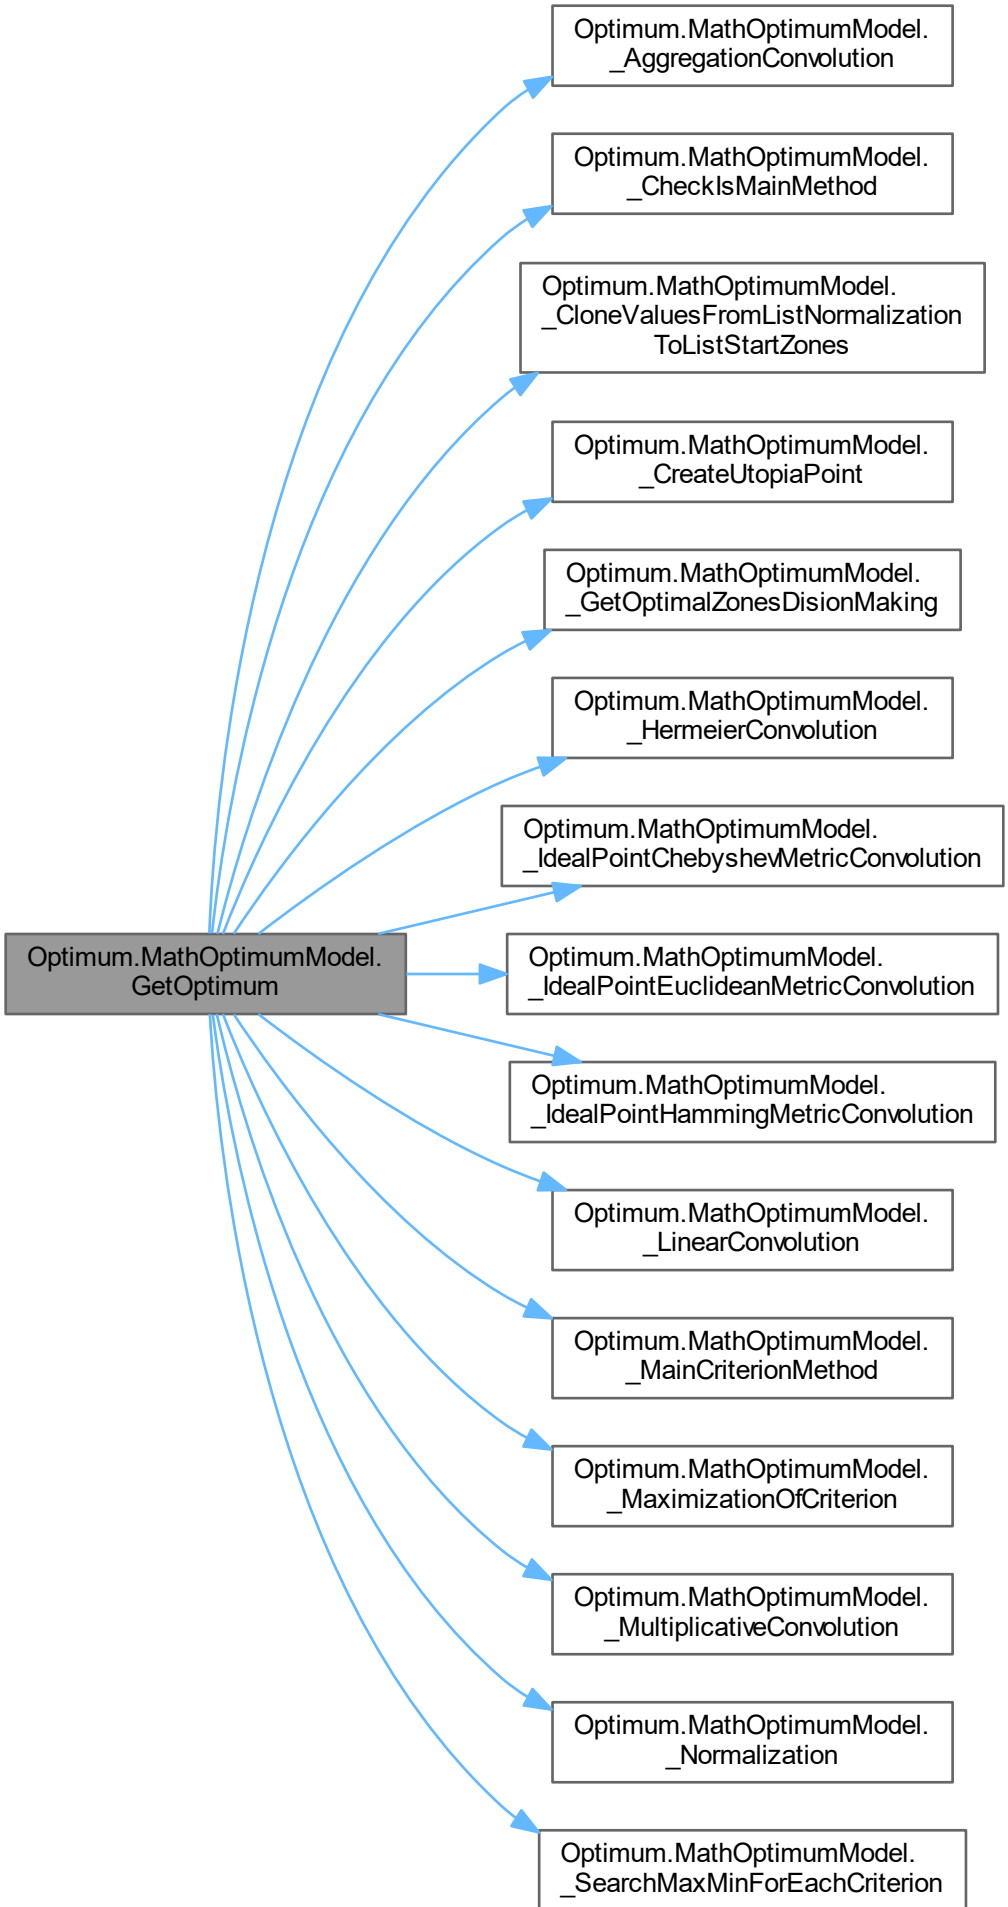 Optimum.MathOptimumModel.
_AggregationConvolution
Optimum.MathOptimumModel.
_CheckIsMainMethod
Optimum.MathOptimumModel.
_CloneValuesFromListNormalization
ToListStartZones
Optimum.MathOptimumModel.
_CreateUtopiaPoint
Optimum.MathOptimumModel.
_GetOptimalZonesDisionMaking
Optimum.MathOptimumModel.
_HermeierConvolution
Optimum.MathOptimumModel.
_IdealPointChebyshevMetricConvolution
Optimum.MathOptimumModel.
GetOptimum
Optimum.MathOptimumModel.
_IdealPointEuclideanMetricConvolution
Optimum.MathOptimumModel.
_IdealPointHammingMetricConvolution
Optimum.MathOptimumModel.
_LinearConvolution
Optimum.MathOptimumModel.
_MainCriterionMethod
Optimum.MathOptimumModel.
_MaximizationOfCriterion
Optimum.MathOptimumModel.
_MultiplicativeConvolution
Optimum.MathOptimumModel.
_Normalization
Optimum.MathOptimumModel.
_SearchMaxMinForEachCriterion